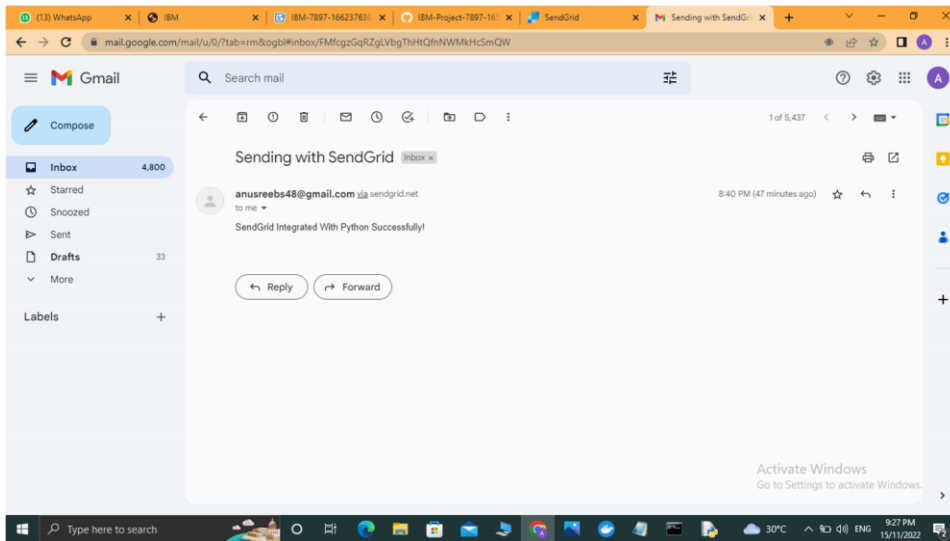 (13) WhatsApp
IBM
IBM-7897-166237638
IBM-Project-7897-165
SendGrid
Sending with SendGri
mail.google.com/mail/u/0/?tab=rm&ogbl#inbox/FMfcgzGqRZgLVbgThHtQfnNWMkHcSmQW
Gmail
Search mail
A
Compose
1 of 5,437
Inbox 4,800
Starred
Snoozed
Sent
Drafts 33
More
Labels
Sending with SendGrid Inbox x
anusreebs48@gmail.com via sendgrid.net 8:40 PM (47 minutes ago)
to me
SendGrid Integrated With Python Successfully!
Reply Forward
Activate Windows
Go to Settings to activate Windows.
Type here to search
30°C
ENG
9:27 PM
15/11/2022